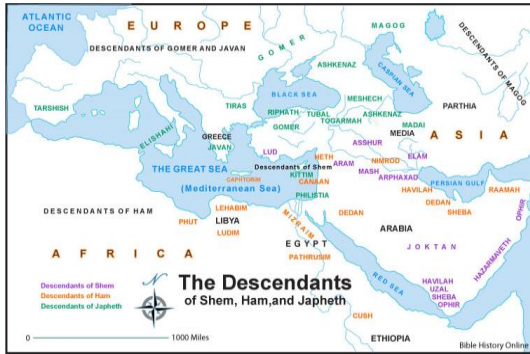 ATLANTIC
OCEAN
EUROPE
DESCENDANTS OF GOMER AND JAVAN
GOMER
MAGOG
ASHKENAZ
CASPIAN SEA
DESCENDANTS OF MAGOG
BLACK SEA
TARSHISH
TIRAS
RIPHATH
TUBAL
MESHECH
ASHKENAZ
TOGARMAH
GOMER
PARTHIA
MADAI
MEDIA
ASIA
ELISHAH
GREECE
JAVAN
LUD
ASSHUR
HETH
Descendants of Shem
ARAM
NIMROD
ELAM
THE GREAT SEA
(Mediterranean Sea)
CAPHTORIM
KITTIM
CANAAN
MASH
ARPHAXAD
PERSIAN GULF
PHILISTIA
HAVILAH
RAAMAH
DESCENDANTS OF HAM
LEHABIM
PHUT
LIBYA
LUDIM
MIZRAIM
DEDAN
DEDAN
SHEBA
OPHIR
ARABIA
AFRICA
EGYPT
PATHRUSIM
JOKTAN
HAZARMAVETH
RED SEA
N
The Descendants
of Shem, Ham,and Japheth
Descendants of Shem
Descendants of Ham
Descendants of Japheth
HAVILAH
UZAL
SHEBA
OPHIR
CUSH
0 1000 Miles
ETHIOPIA
Bible History Online